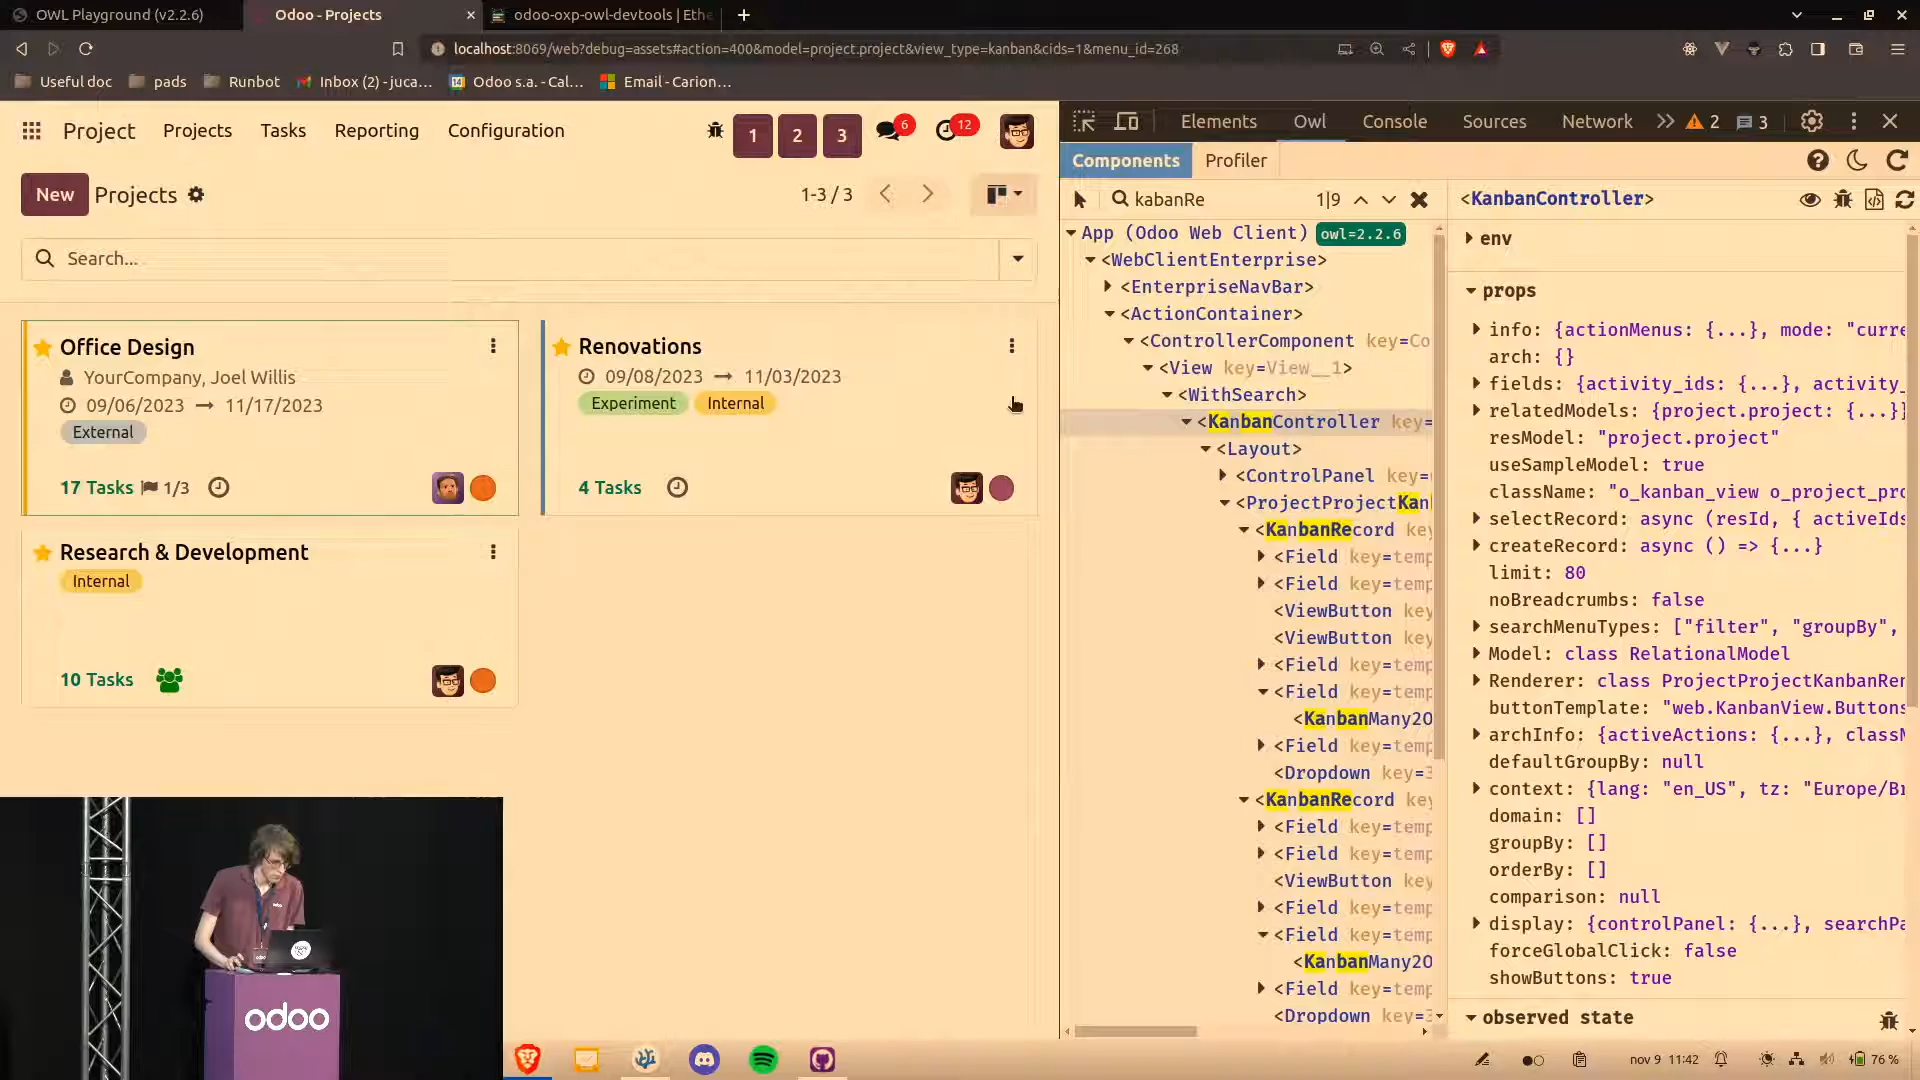 OWL Playground (v2.2.6)
Odoo - Projects
odoo-oxp-owl-devtools | Ethe
localhost:8069/web?debug=assets#action=400&model=project.project&view_type=kanban&cids=1&menu_id=268
Useful doc
pads
Runbot
Inbox (2) - juca...
Odoo s.a. - Cal...
Email - Carion...
Project
Projects
Tasks
Reporting
Configuration
1
2
3
6
12
New
Projects
1-3 / 3
Search...
Office Design
YourCompany, Joel Willis
09/06/2023 → 11/17/2023
External
17 Tasks
1/3
Renovations
09/08/2023 → 11/03/2023
Experiment
Internal
4 Tasks
Research & Development
Internal
10 Tasks
odoo
Elements
Owl
Console
Sources
Network
2
3
Components
Profiler
kabanRe
1|9
App (Odoo Web Client) owl=2.2.6
<WebClientEnterprise>
<EnterpriseNavBar>
<ActionContainer>
<ControllerComponent key=Co
<View key=View__1>
<WithSearch>
<KanbanController key=
<Layout>
<ControlPanel key=
<ProjectProjectKan
<KanbanRecord key
<Field key=temp
<Field key=temp
<ViewButton key
<ViewButton key
<Field key=temp
<Field key=temp
<KanbanMany2O
<Field key=temp
<Dropdown key=3
<KanbanRecord key
<Field key=temp
<Field key=temp
<ViewButton key
<Field key=temp
<Field key=temp
<KanbanMany2O
<Field key=temp
<Dropdown key=3
<KanbanController>
env
props
info: {actionMenus: {...}, mode: "curre
arch: {}
fields: {activity_ids: {...}, activity_
relatedModels: {project.project: {...}}
resModel: "project.project"
useSampleModel: true
className: "o_kanban_view o_project_pro
selectRecord: async (resId, { activeIds
createRecord: async () => {...}
limit: 80
noBreadcrumbs: false
searchMenuTypes: ["filter", "groupBy",
Model: class RelationalModel
Renderer: class ProjectProjectKanbanRen
buttonTemplate: "web.KanbanView.Buttons
archInfo: {activeActions: {...}, classN
defaultGroupBy: null
context: {lang: "en_US", tz: "Europe/Br
domain: []
groupBy: []
orderBy: []
comparison: null
display: {controlPanel: {...}, searchPa
forceGlobalClick: false
showButtons: true
observed state
nov 9 11:42
76 %